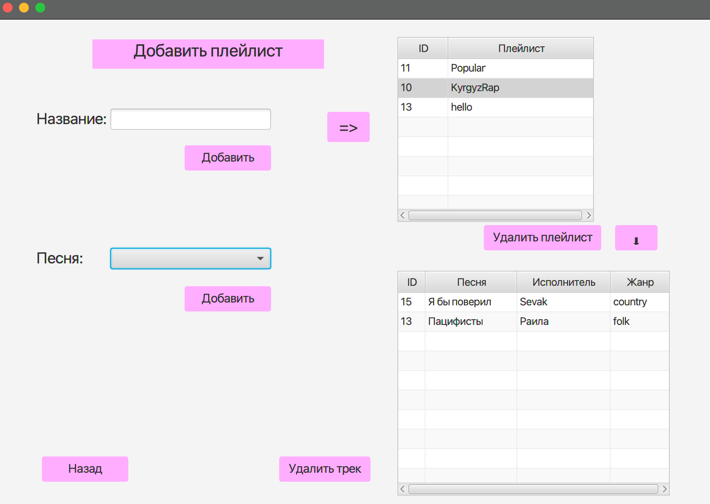 Добавить плейлист
Название:
=>
Добавить
Песня:
Добавить
Назад
Удалить трек
ID Плейлист
11 Popular
10 KyrgyzRap
13 hello
Удалить плейлист ⬇
ID Песня Исполнитель Жанр
15 Я бы поверил Sevak country
13 Пацифисты Раила folk